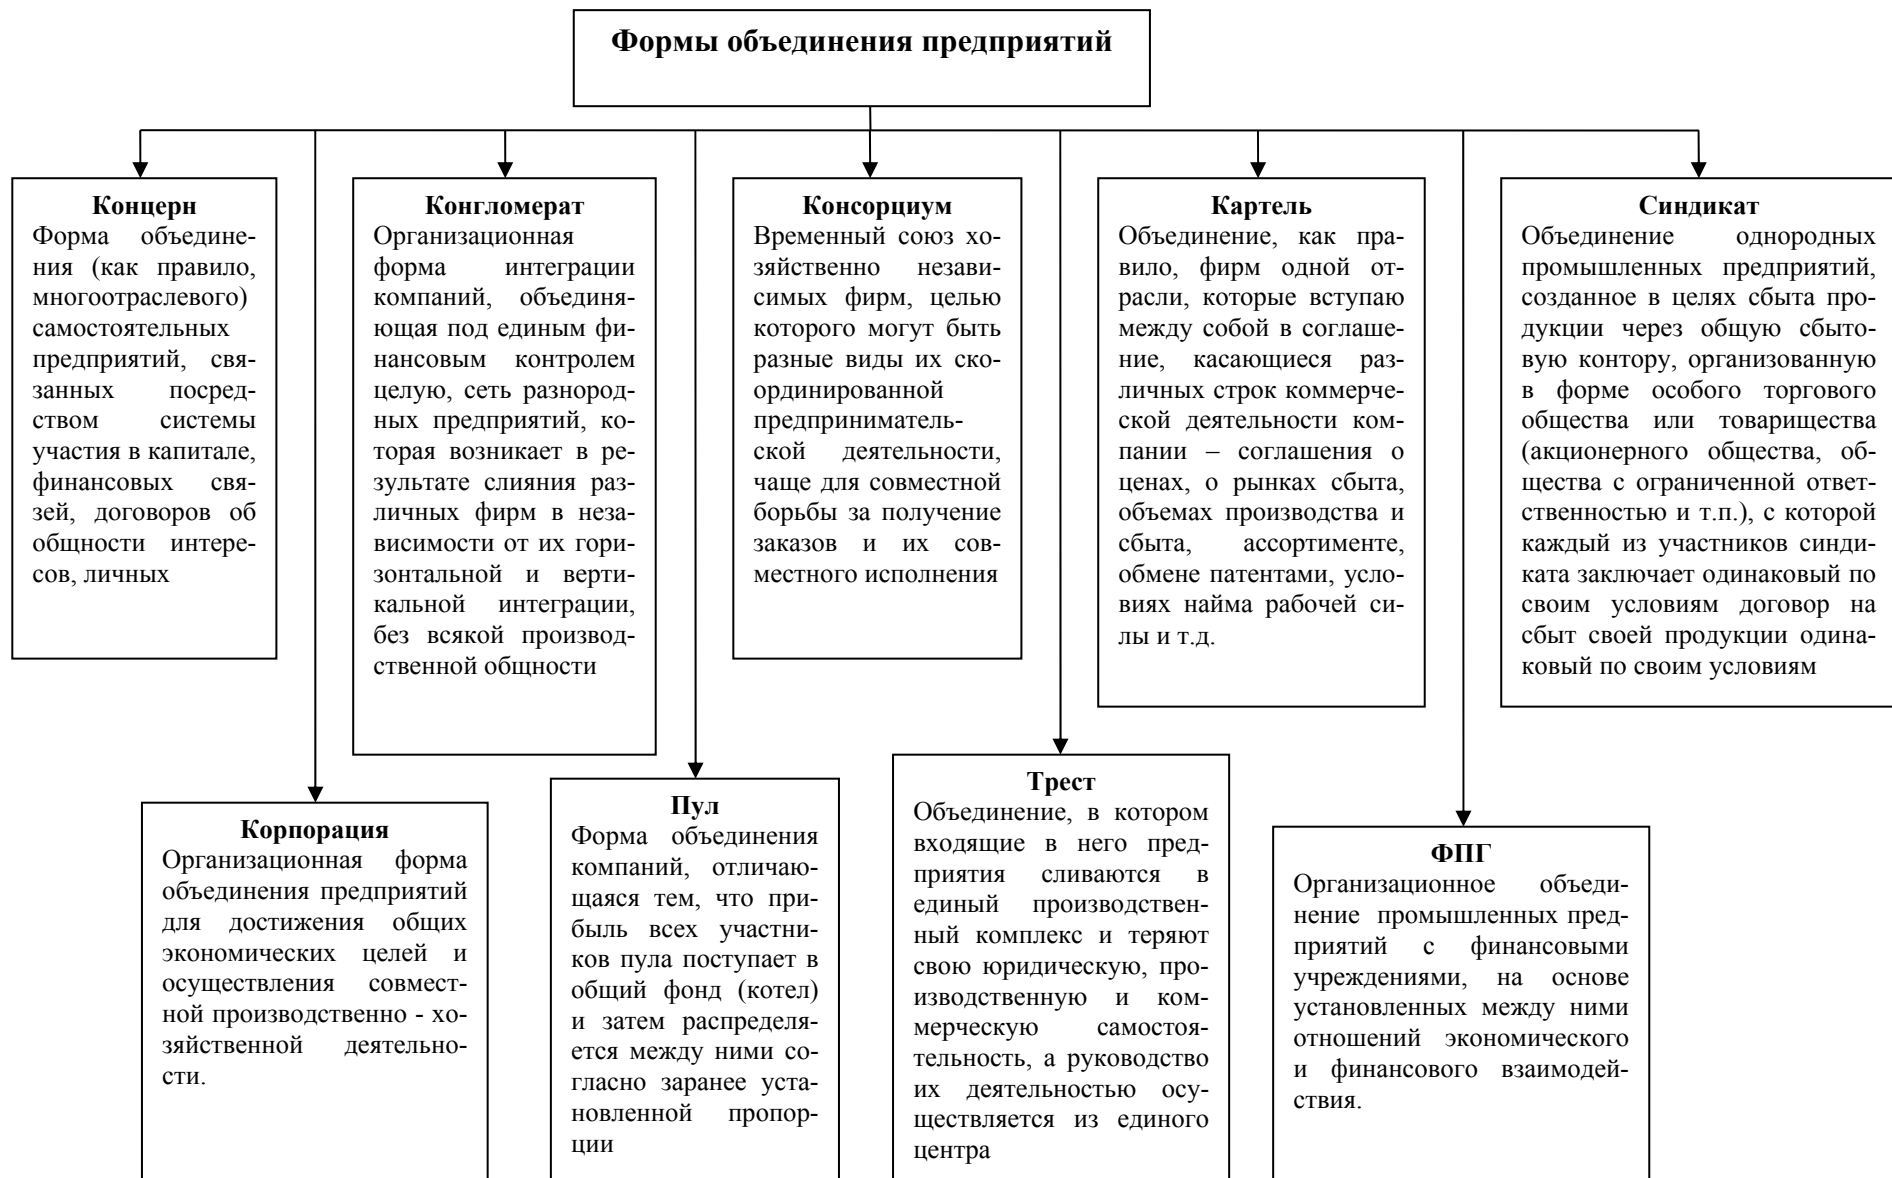 Формы объединения предприятий
Концерн
Форма объедине-
ния (как правило,
многоотраслевого)
самостоятельных
предприятий, свя-
занных посред-
ством системы
участия в капитале,
финансовых свя-
зей, договоров об
общности интере-
сов, личных
Конгломерат
Организационная
форма интеграции
компаний, объединя-
ющая под единым фи-
нансовым контролем
целую, сеть разнород-
ных предприятий, ко-
торая возникает в ре-
зультате слияния раз-
личных фирм в неза-
висимости от их гори-
зонтальной и верти-
кальной интеграции,
без всякой производ-
ственной общности
Консорциум
Временный союз хо-
зяйственно незави-
симых фирм, целью
которого могут быть
разные виды их ско-
ординированной
предпринимательь-
ской деятельности,
чаще для совместной
борьбы за получение
заказов и их сов-
местного исполнения
Картель
Объединение, как пра-
вило, фирм одной от-
расли, которые вступаю
между собой в соглаше-
ние, касающиеся раз-
личных строк коммерче-
ской деятельности ком-
пании – соглашения о
ценах, о рынках сбыта,
объемах производства и
сбыта, ассортименте,
обмене патентами, усло-
виях найма рабочей си-
лы и т.д.
Синдикат
Объединение однородных
промышленных предприятий,
созданное в целях сбыта про-
дукции через общую сбыто-
вую контору, организованную
в форме особого торгового
общества или товарищества
(акционерного общества, об-
щества с ограниченной ответ-
ственностью и т.п.), с которой
каждый из участников синди-
ката заключает одинаковый по
своим условиям договор на
сбыт своей продукции одина-
ковый по своим условиям
Корпорация
Организационная форма
объединения предприятий
для достижения общих
экономических целей и
осуществления совмест-
ной производственно - хо-
зяйственной деятельно-
сти.
Пул
Форма объединения
компаний, отличаю-
щаяся тем, что при-
быль всех участни-
ков пула поступает в
общий фонд (котел)
и затем распределя-
ется между ними со-
гласно заранее уста-
новленной пропор-
ции
Трест
Объединение, в котором
входящие в него пред-
приятия сливаются в
единый производствен-
ный комплекс и теряют
свою юридическую, про-
изводственную и ком-
мерческую самостоя-
тельность, а руководство
их деятельностью осу-
ществляется из единого
центра
ФПГ
Организационное объеди-
нение промышленных пред-
приятий с финансовыми
учреждениями, на основе
установленных между ними
отношений экономического
и финансового взаимодей-
ствия.